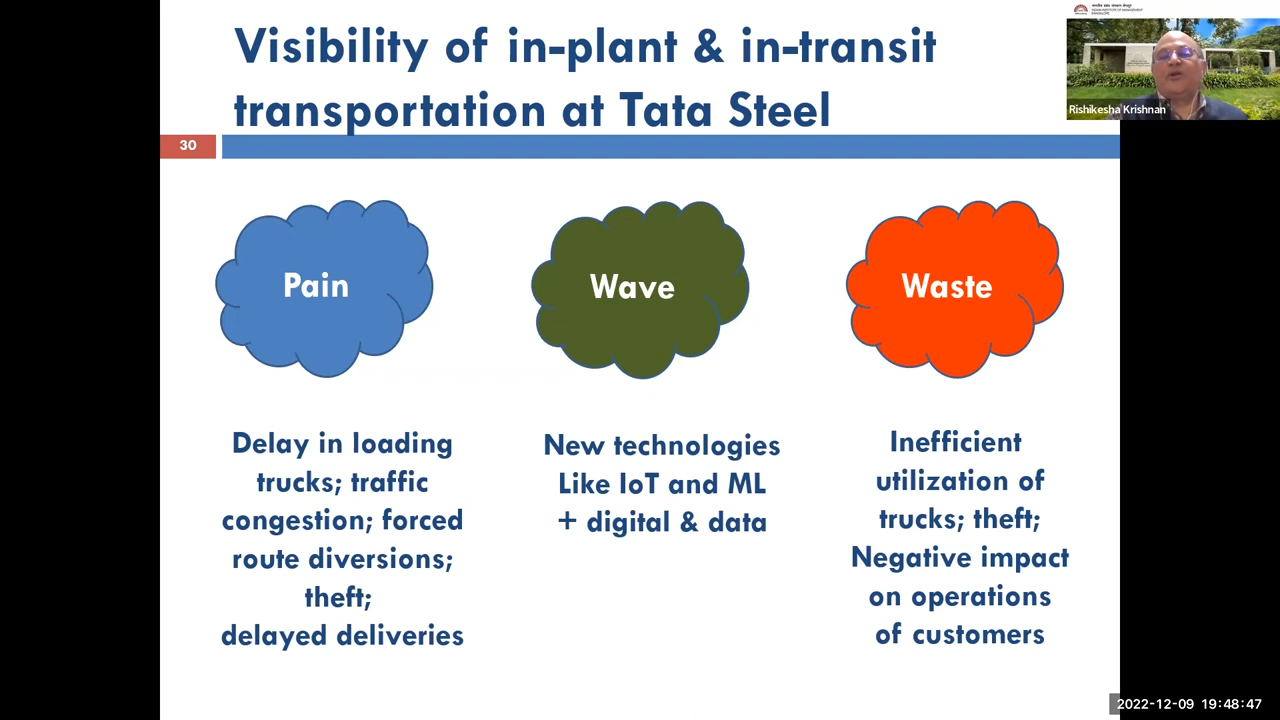 Visibility of in-plant & in-transit
transportation at Tata Steel
30
Rishikesha Krishnan
Pain
Wave
Waste
Delay in loading
trucks; traffic
congestion; forced
route diversions;
theft;
delayed deliveries
New technologies
Like IoT and ML
+ digital & data
Inefficient
utilization of
trucks; theft;
Negative impact
on operations
of customers
2022-12-09 19:48:47